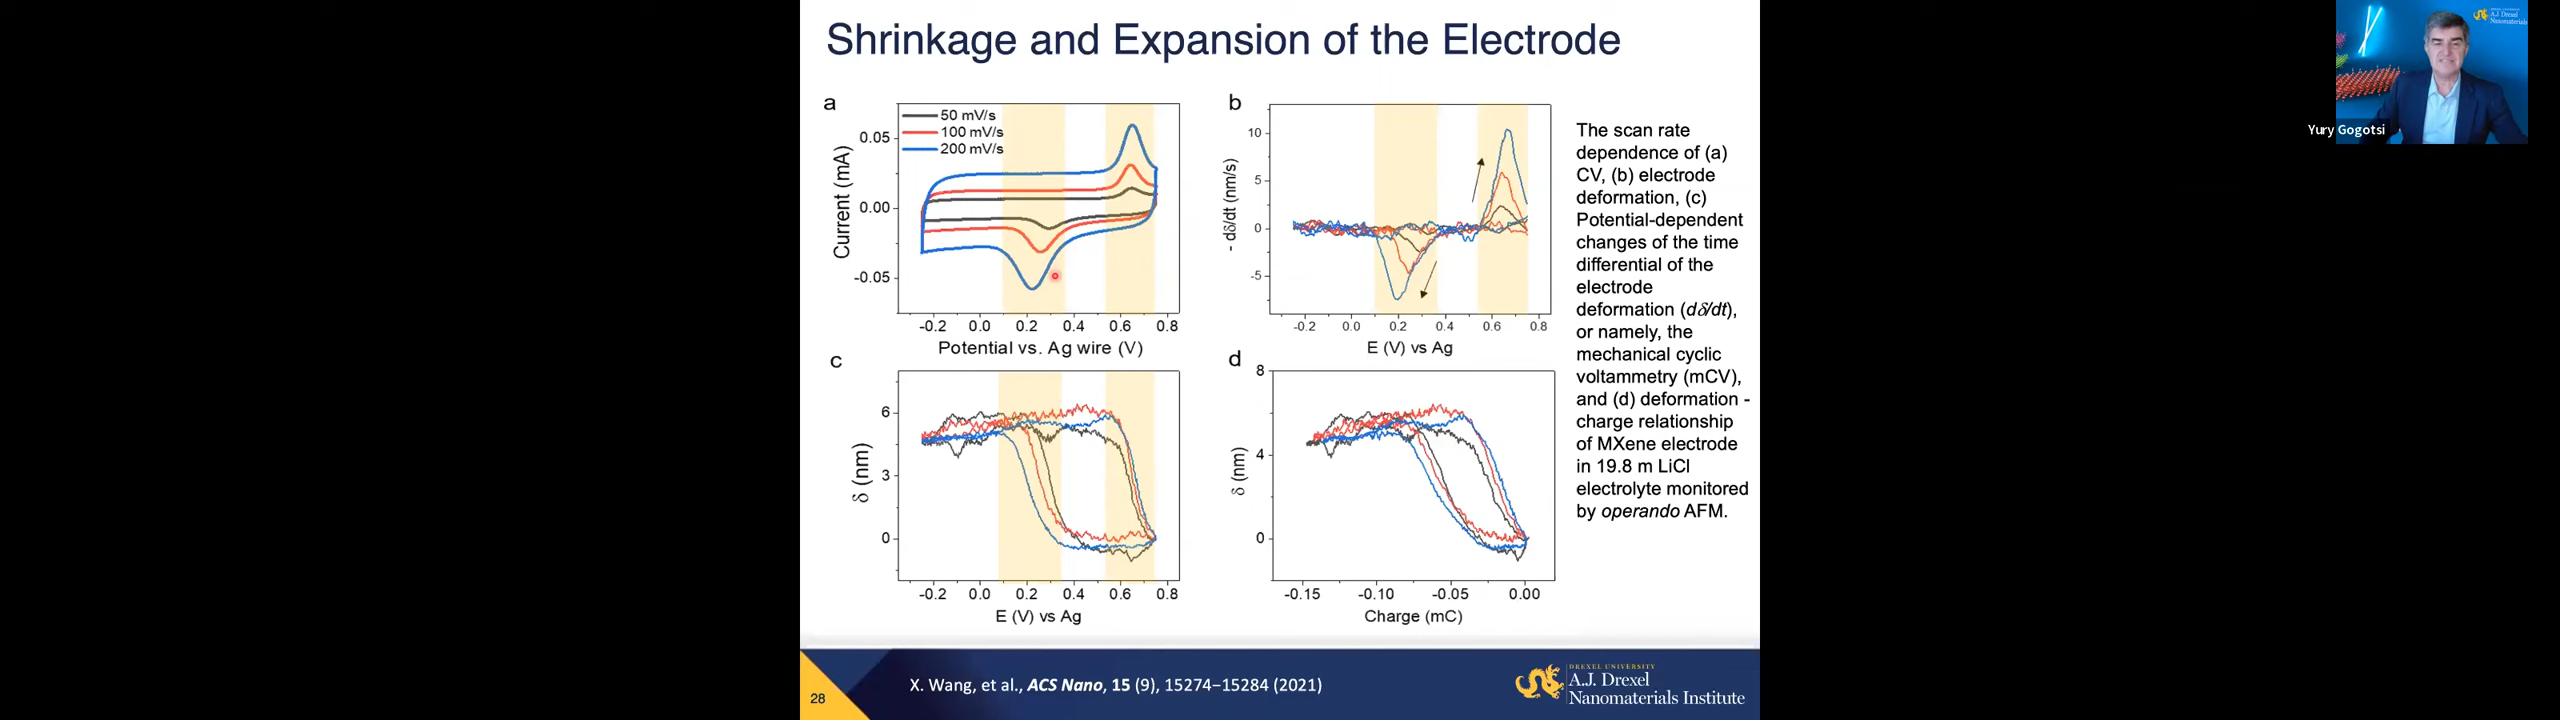 Shrinkage and Expansion of the Electrode
a
50 mV/s
100 mV/s
200 mV/s
0.05
0.00
-0.05
Current (mA)
-0.2 0.0 0.2 0.4 0.6 0.8
Potential vs. Ag wire (V)
b
10
5
0
-5
- dδ/dt (nm/s)
-0.2 0.0 0.2 0.4 0.6 0.8
E (V) vs Ag
c
6
3
0
δ (nm)
-0.2 0.0 0.2 0.4 0.6 0.8
E (V) vs Ag
d
8
4
0
δ (nm)
-0.15 -0.10 -0.05 0.00
Charge (mC)
The scan rate
dependence of (a)
CV, (b) electrode
deformation, (c)
Potential-dependent
changes of the time
differential of the
electrode
deformation (dδ/dt),
or namely, the
mechanical cyclic
voltammetry (mCV),
and (d) deformation -
charge relationship
of MXene electrode
in 19.8 m LiCl
electrolyte monitored
by operando AFM.
28
X. Wang, et al., ACS Nano, 15 (9), 15274–15284 (2021)
DREXEL UNIVERSITY
A.J. Drexel
Nanomaterials Institute
DREXEL UNIVERSITY
A.J. Drexel
Nanomaterials
Yury Gogotsi